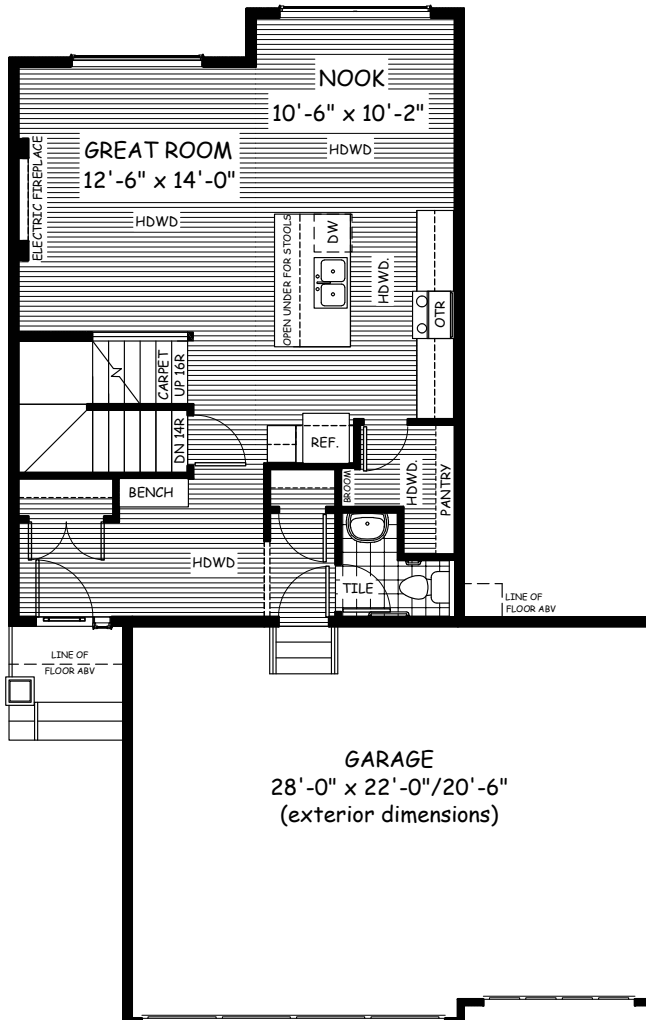 NOOK
10'-6" x 10'-2"
HDWD
GREAT ROOM
12'-6" x 14'-0"
HDWD
ELECTRIC FIREPLACE
OPEN UNDER FOR STOOLS
DW
HDWD.
OTR
CARPET
UP 16R
DN 14R
REF.
BENCH
BROOM
HDWD.
PANTRY
HDWD
TILE
LINE OF
FLOOR ABV
LINE OF
FLOOR ABV
GARAGE
28'-0" x 22'-0"/20'-6"
(exterior dimensions)